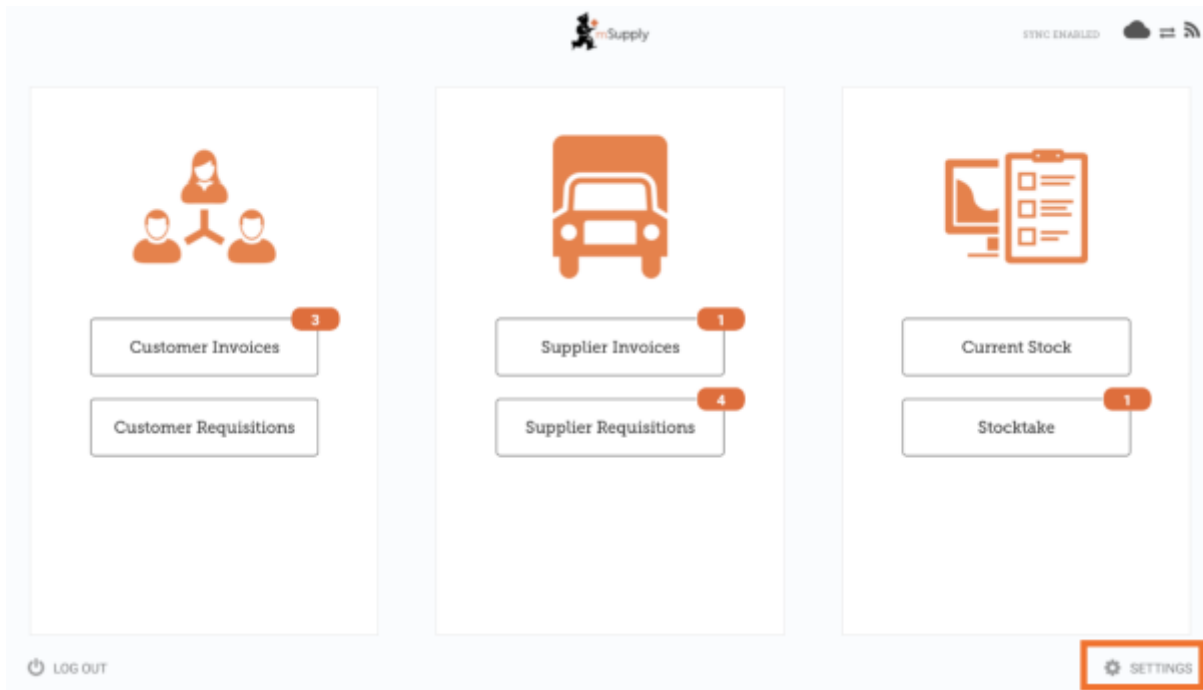 mSupply
SYNC ENABLED
3
Customer Invoices
Customer Requisitions
1
Supplier Invoices
4
Supplier Requisitions
Current Stock
1
Stocktake
LOG OUT
SETTINGS